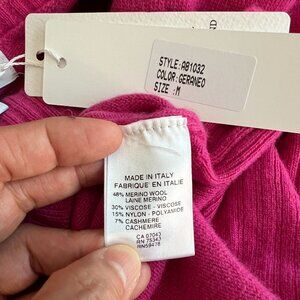 STYLE:AB1032
COLOR:GERANEO
SIZE :M
MADE IN ITALY
FABRIQUE' EN ITALIE
48% MERINO WOOL
LAINE MERINO
30% VISCOSE - VISCOSE
15% NYLON - POLYAMIDE
7% CASHMERE
CACHEMIRE
CA 07043
RN 75343
RN59476